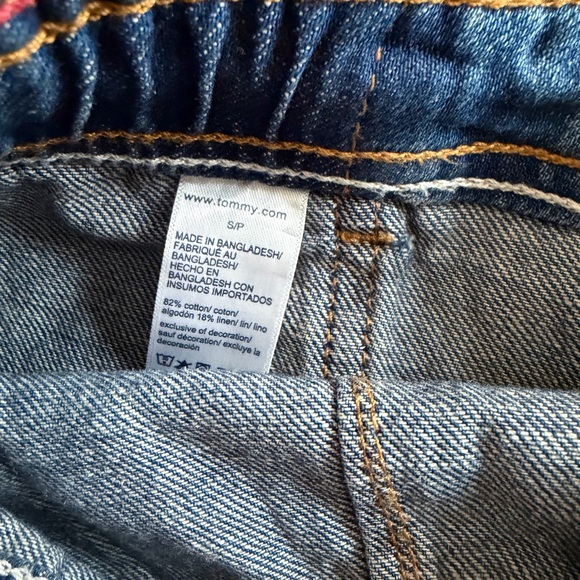 www.tommy.com
S/P
MADE IN BANGLADESH/
FABRIQUÉ AU
BANGLADESH/
HECHO EN
BANGLADESH CON
INSUMOS IMPORTADOS
82% cotton/ coton/
algodón 18% linen/ lin/ lino
exclusive of decoration/
sauf décoration/ excluye la
decoración